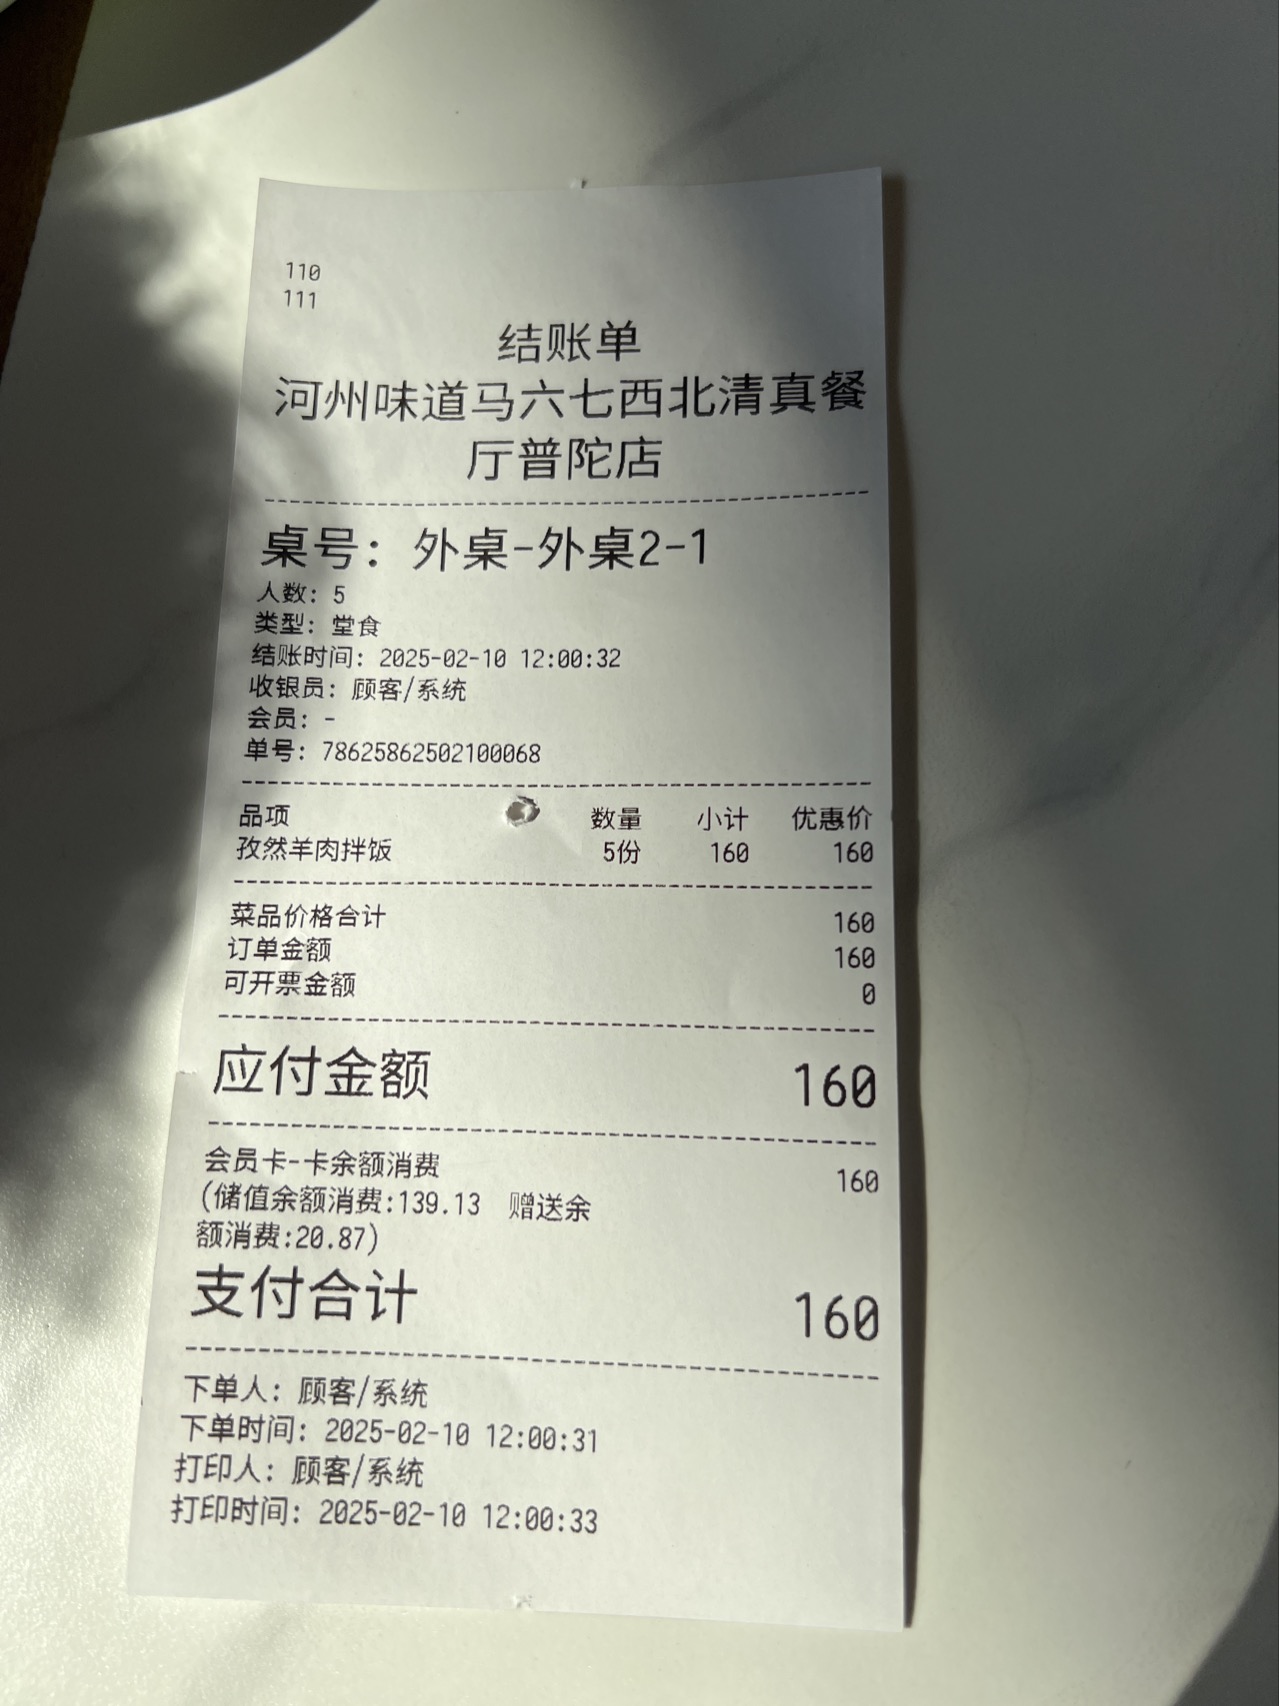 110
111
结账单
河州味道马六七西北清真餐
厅普陀店
桌号：外桌-外桌2-1
人数：5
类型：堂食
结账时间：2025-02-10 12:00:32
收银员：顾客/系统
会员：-
单号：78625862502100068
品项 数量 小计 优惠价
孜然羊肉拌饭 5份 160 160
菜品价格合计 160
订单金额 160
可开票金额 0
应付金额 160
会员卡-卡余额消费 160
(储值余额消费:139.13 赠送余
额消费:20.87)
支付合计 160
下单人：顾客/系统
下单时间：2025-02-10 12:00:31
打印人：顾客/系统
打印时间：2025-02-10 12:00:33